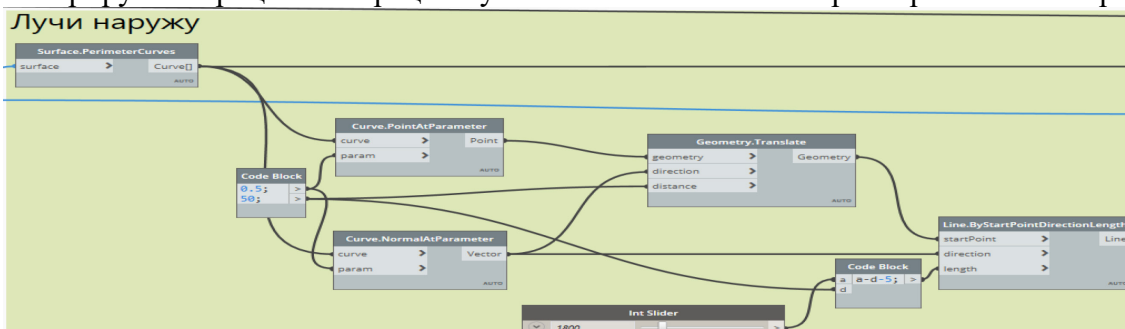 Лучи наружу
Surface.PerimeterCurves
surface > Curve[]
AUTO
Curve.PointAtParameter
curve > Point
param >
AUTO
Geometry.Translate
geometry > Geometry
direction >
distance >
AUTO
Code Block
0.5; >
50; >
Curve.NormalAtParameter
curve > Vector
param >
AUTO
Line.ByStartPointDirectionLength
startPoint > Line
direction >
length >
AUTO
Code Block
a a-d-5; >
d
Int Slider
1800 >